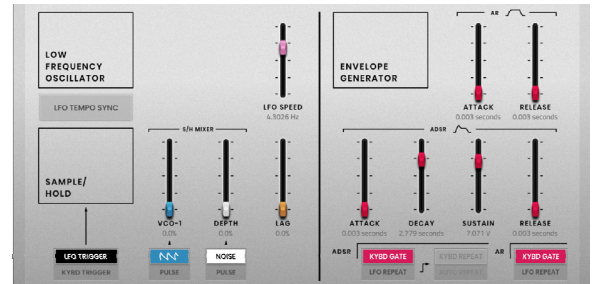 AR
LOW
FREQUENCY
OSCILLATOR
ENVELOPE
GENERATOR
LFO TEMPO SYNC
LFO SPEED
4.3026 Hz
ATTACK
0.003 seconds
RELEASE
0.003 seconds
S/H MIXER
ADSR
SAMPLE/
HOLD
VCO-1
0.0%
DEPTH
0.0%
LAG
0.0%
ATTACK
0.003 seconds
DECAY
2.779 seconds
SUSTAIN
7.071 V
RELEASE
0.003 seconds
LFO TRIGGER
KYBD TRIGGER
PULSE
NOISE
PULSE
ADSR
KYBD GATE
LFO REPEAT
KYBD REPEAT
AUTO REPEAT
AR
KYBD GATE
LFO REPEAT